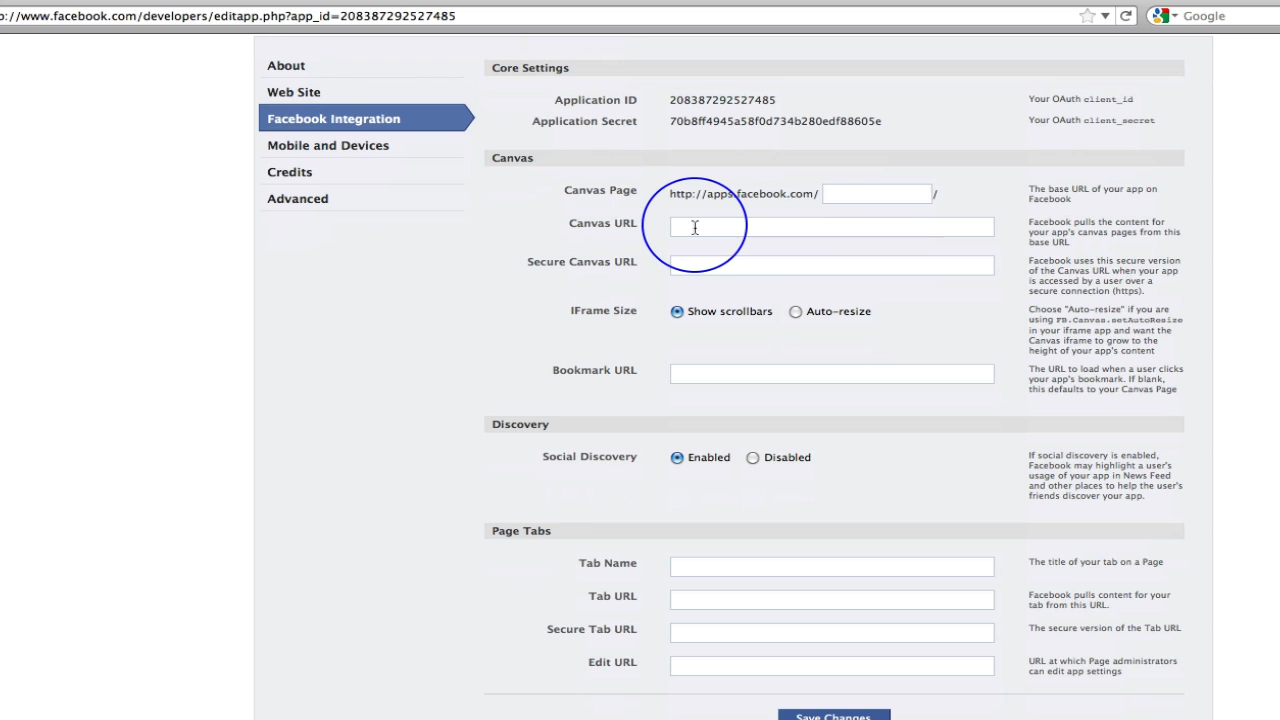 o://www.facebook.com/developers/editapp.php?app_id=208387292527485
Google
About
Web Site
Facebook Integration
Mobile and Devices
Credits
Advanced
Core Settings
Application ID 208387292527485 Your OAuth client_id
Application Secret 70b8ff4945a58f0d734b280edf88605e Your OAuth client_secret
Canvas
Canvas Page http://apps.facebook.com/ /
The base URL of your app on
Facebook
Canvas URL
Facebook pulls the content for
your app's canvas pages from this
base URL
Secure Canvas URL
Facebook uses this secure version
of the Canvas URL when your app
is accessed by a user over a
secure connection (https).
IFrame Size Show scrollbars Auto-resize
Choose "Auto-resize" if you are
using FB.Canvas.setAutoResize
in your iframe app and want the
Canvas iframe to grow to the
height of your app's content
Bookmark URL
The URL to load when a user clicks
your app's bookmark. If blank,
this defaults to your Canvas Page
Discovery
Social Discovery Enabled Disabled
If social discovery is enabled,
Facebook may highlight a user's
usage of your app in News Feed
and other places to help the user's
friends discover your app.
Page Tabs
Tab Name
The title of your tab on a Page
Tab URL
Facebook pulls content for your
tab from this URL.
Secure Tab URL
The secure version of the Tab URL
Edit URL
URL at which Page administrators
can edit app settings
Save Changes